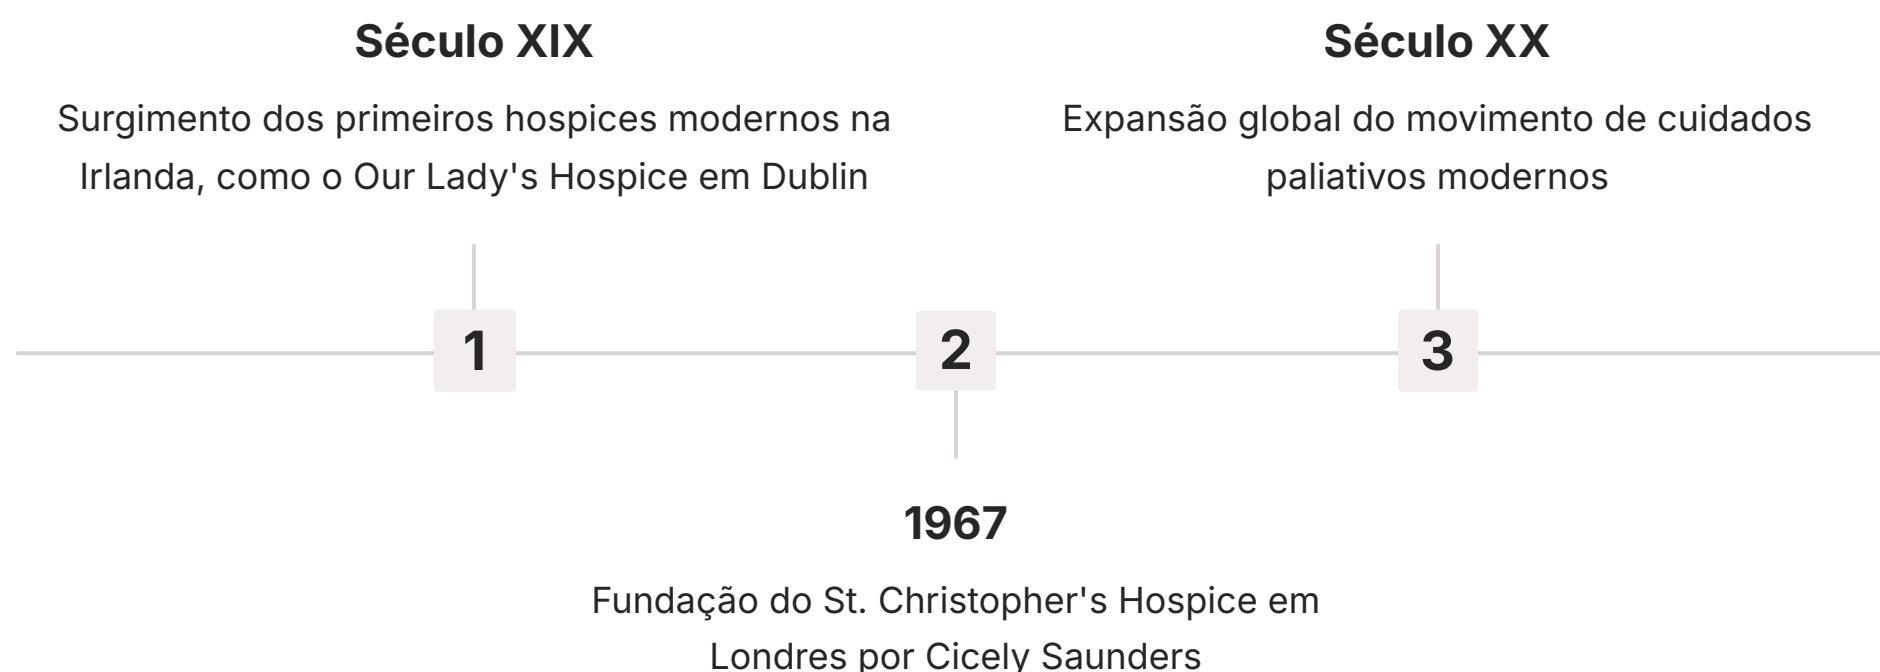 Século XIX
Surgimento dos primeiros hospices modernos na
Irlanda, como o Our Lady's Hospice em Dublin
Século XX
Expansão global do movimento de cuidados
paliativos modernos
1
2
3
1967
Fundação do St. Christopher's Hospice em
Londres por Cicely Saunders